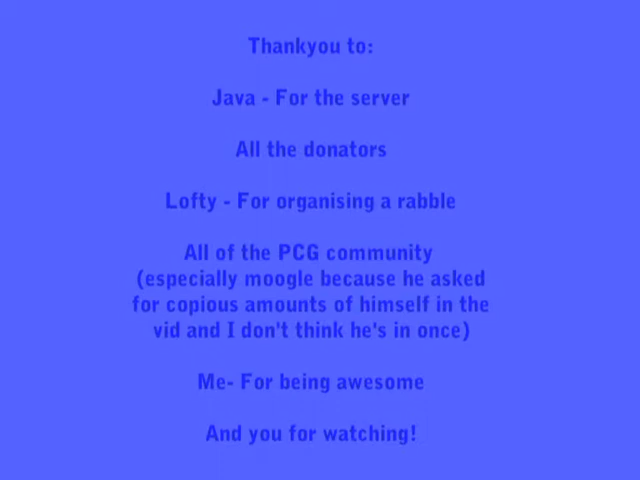 Thankyou to:
Java - For the server
All the donators
Lofty - For organising a rabble
All of the PCG community
(especially moogle because he asked
for copious amounts of himself in the
vid and I don't think he's in once)
Me- For being awesome
And you for watching!